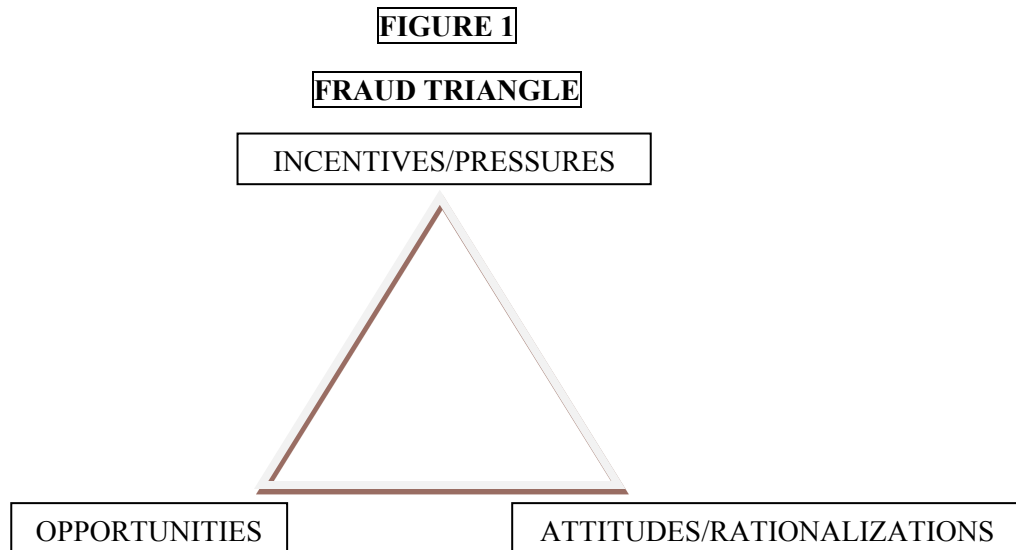 FIGURE 1
FRAUD TRIANGLE
INCENTIVES/PRESSURES
OPPORTUNITIES
ATTITUDES/RATIONALIZATIONS